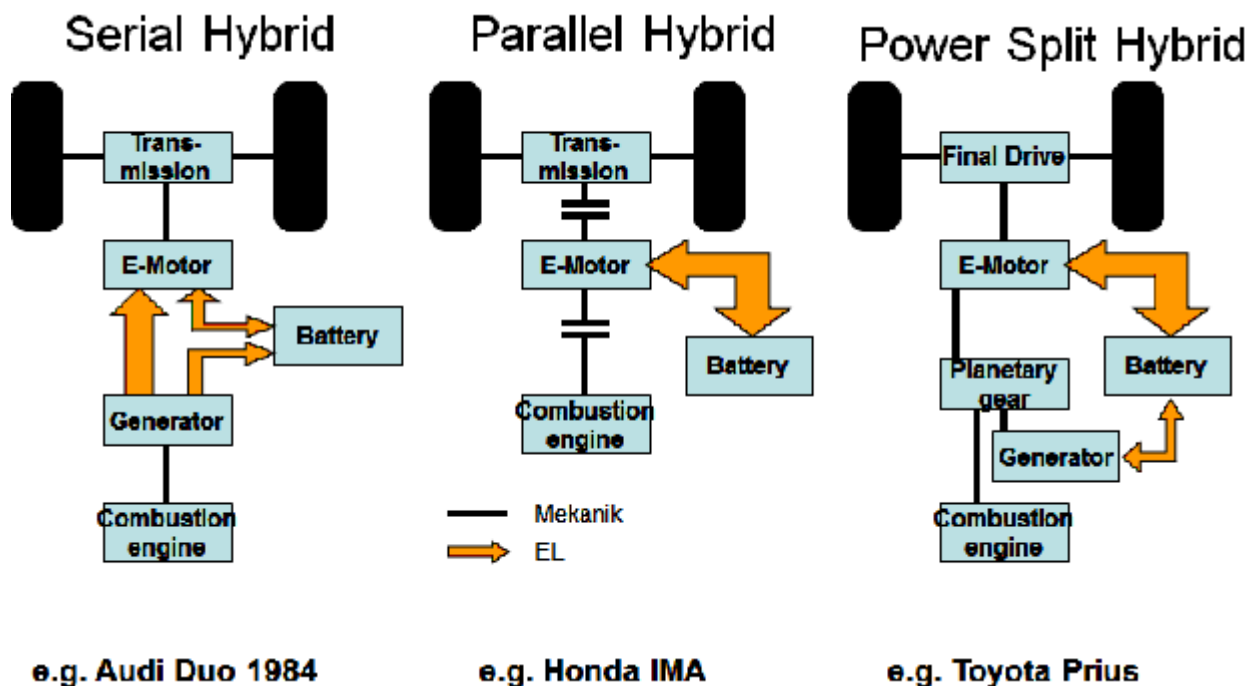 Serial Hybrid
Trans-
mission
E-Motor
Battery
Generator
Combustion
engine
e.g. Audi Duo 1984
Parallel Hybrid
Trans-
mission
E-Motor
Battery
Combustion
engine
Mekanik
EL
e.g. Honda IMA
Power Split Hybrid
Final Drive
E-Motor
Battery
Planetary
gear
Generator
Combustion
engine
e.g. Toyota Prius